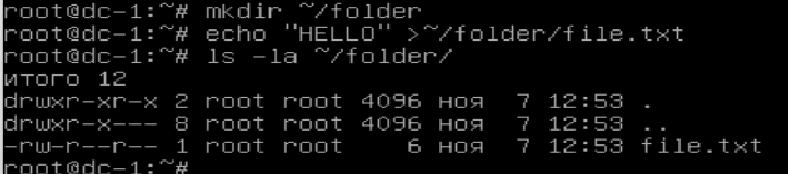 root@dc-1:~# mkdir ~/folder
root@dc-1:~# echo "HELLO" >~/folder/file.txt
root@dc-1:~# ls -la ~/folder/
итого 12
drwxr-xr-x 2 root root 4096 ноя  7 12:53 .
drwxr-x--- 8 root root 4096 ноя  7 12:53 ..
-rw-r--r-- 1 root root    6 ноя  7 12:53 file.txt
root@dc-1:~#